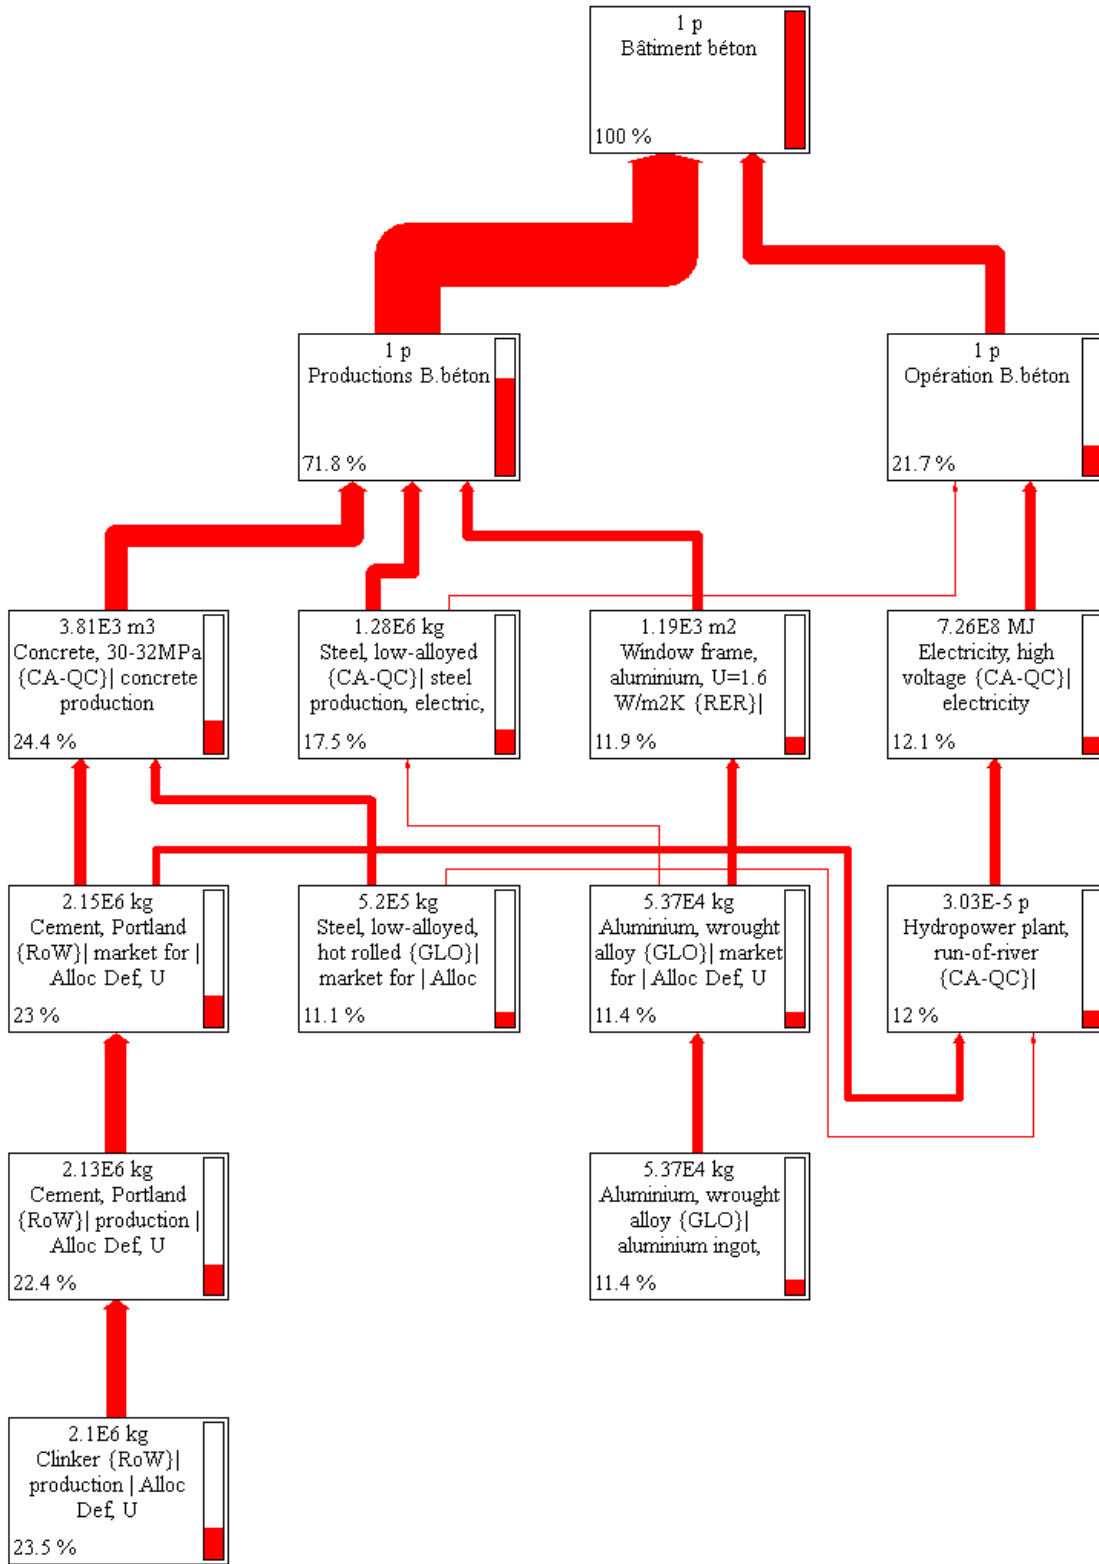 1 p
Bâtiment béton
100 %
1 p
Productions B.béton
71.8 %
1 p
Opération B.béton
21.7 %
3.81E3 m3
Concrete, 30-32MPa
{CA-QC}| concrete
production
24.4 %
1.28E6 kg
Steel, low-alloyed
{CA-QC}| steel
production, electric,
17.5 %
1.19E3 m2
Window frame,
aluminium, U=1.6
W/m2K {RER}|
11.9 %
7.26E8 MJ
Electricity, high
voltage {CA-QC}|
electricity
12.1 %
2.15E6 kg
Cement, Portland
{RoW}| market for |
Alloc Def, U
23 %
5.2E5 kg
Steel, low-alloyed,
hot rolled {GLO}|
market for | Alloc
11.1 %
5.37E4 kg
Aluminium, wrought
alloy {GLO}| market
for | Alloc Def, U
11.4 %
3.03E-5 p
Hydropower plant,
run-of-river
{CA-QC}|
12 %
2.13E6 kg
Cement, Portland
{RoW}| production |
Alloc Def, U
22.4 %
5.37E4 kg
Aluminium, wrought
alloy {GLO}|
aluminium ingot,
11.4 %
2.1E6 kg
Clinker {RoW}|
production | Alloc
Def, U
23.5 %